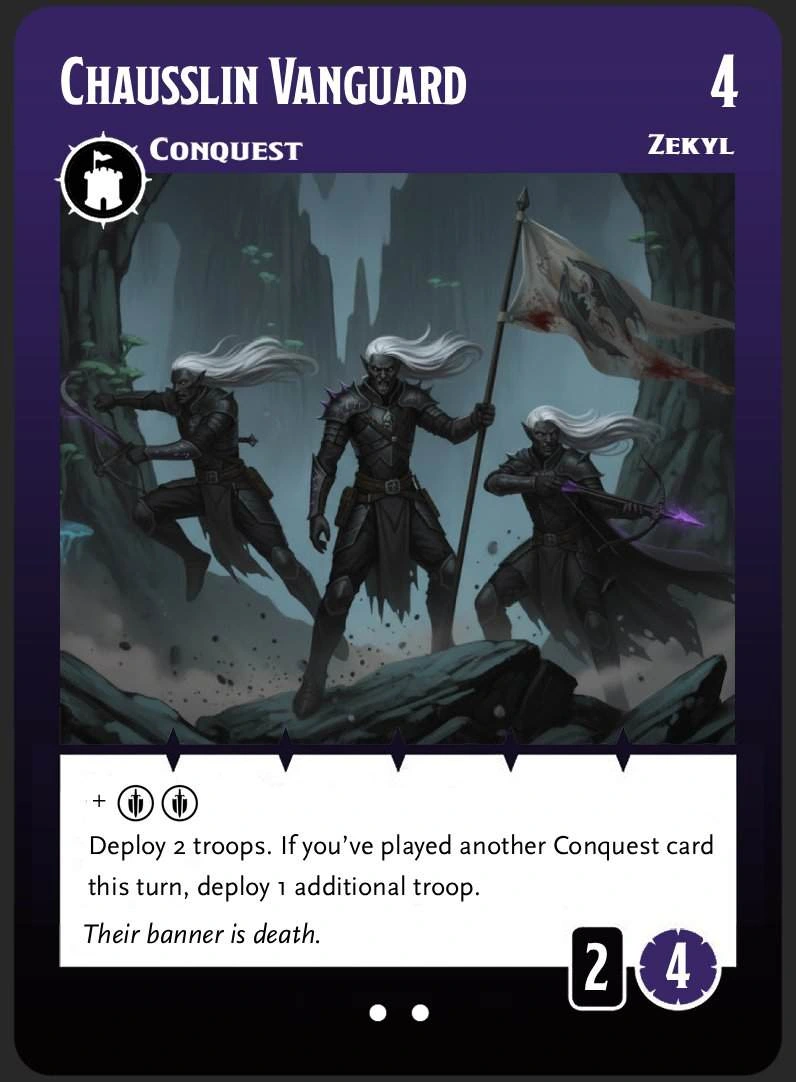 Chausslin Vanguard 4
Conquest Zekyl
+
Deploy 2 troops. If you've played another Conquest card
this turn, deploy 1 additional troop.
Their banner is death.
2 4